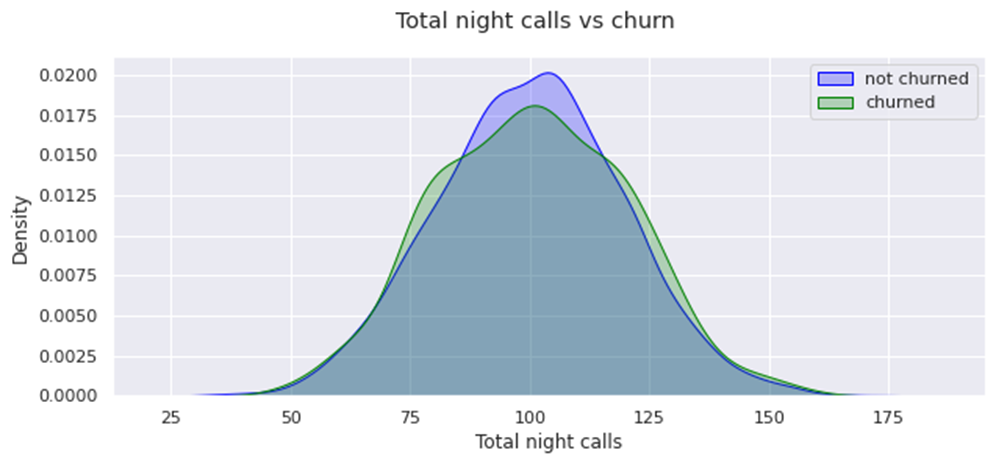 Total night calls vs churn
not churned
churned
0.0200
0.0175
0.0150
0.0125
0.0100
0.0075
0.0050
0.0025
0.0000
Density
25 50 75 100 125 150 175
Total night calls